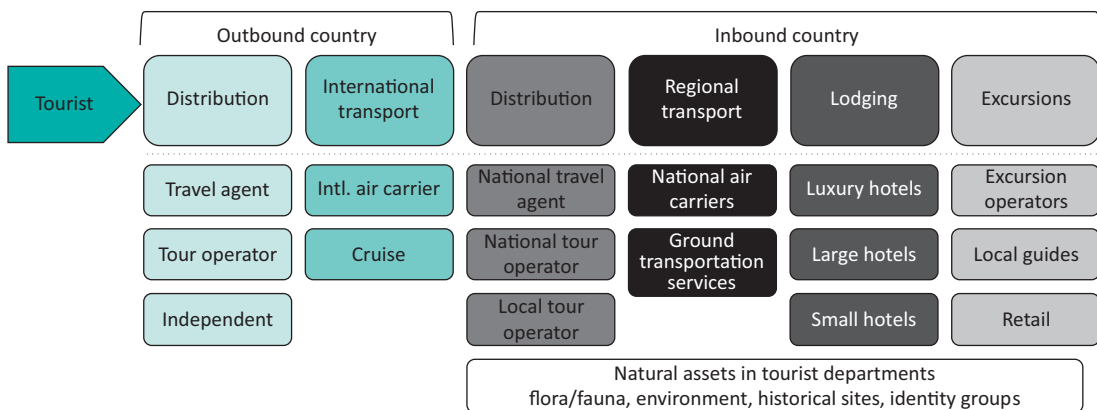 Outbound country
Inbound country
Tourist
Distribution
International
transport
Distribution
Regional
transport
Lodging
Excursions
Travel agent
Intl. air carrier
National travel
agent
National air
carriers
Luxury hotels
Excursion
operators
Tour operator
Cruise
National tour
operator
Ground
transportation
services
Large hotels
Local guides
Independent
Local tour
operator
Small hotels
Retail
Natural assets in tourist departments
flora/fauna, environment, historical sites, identity groups